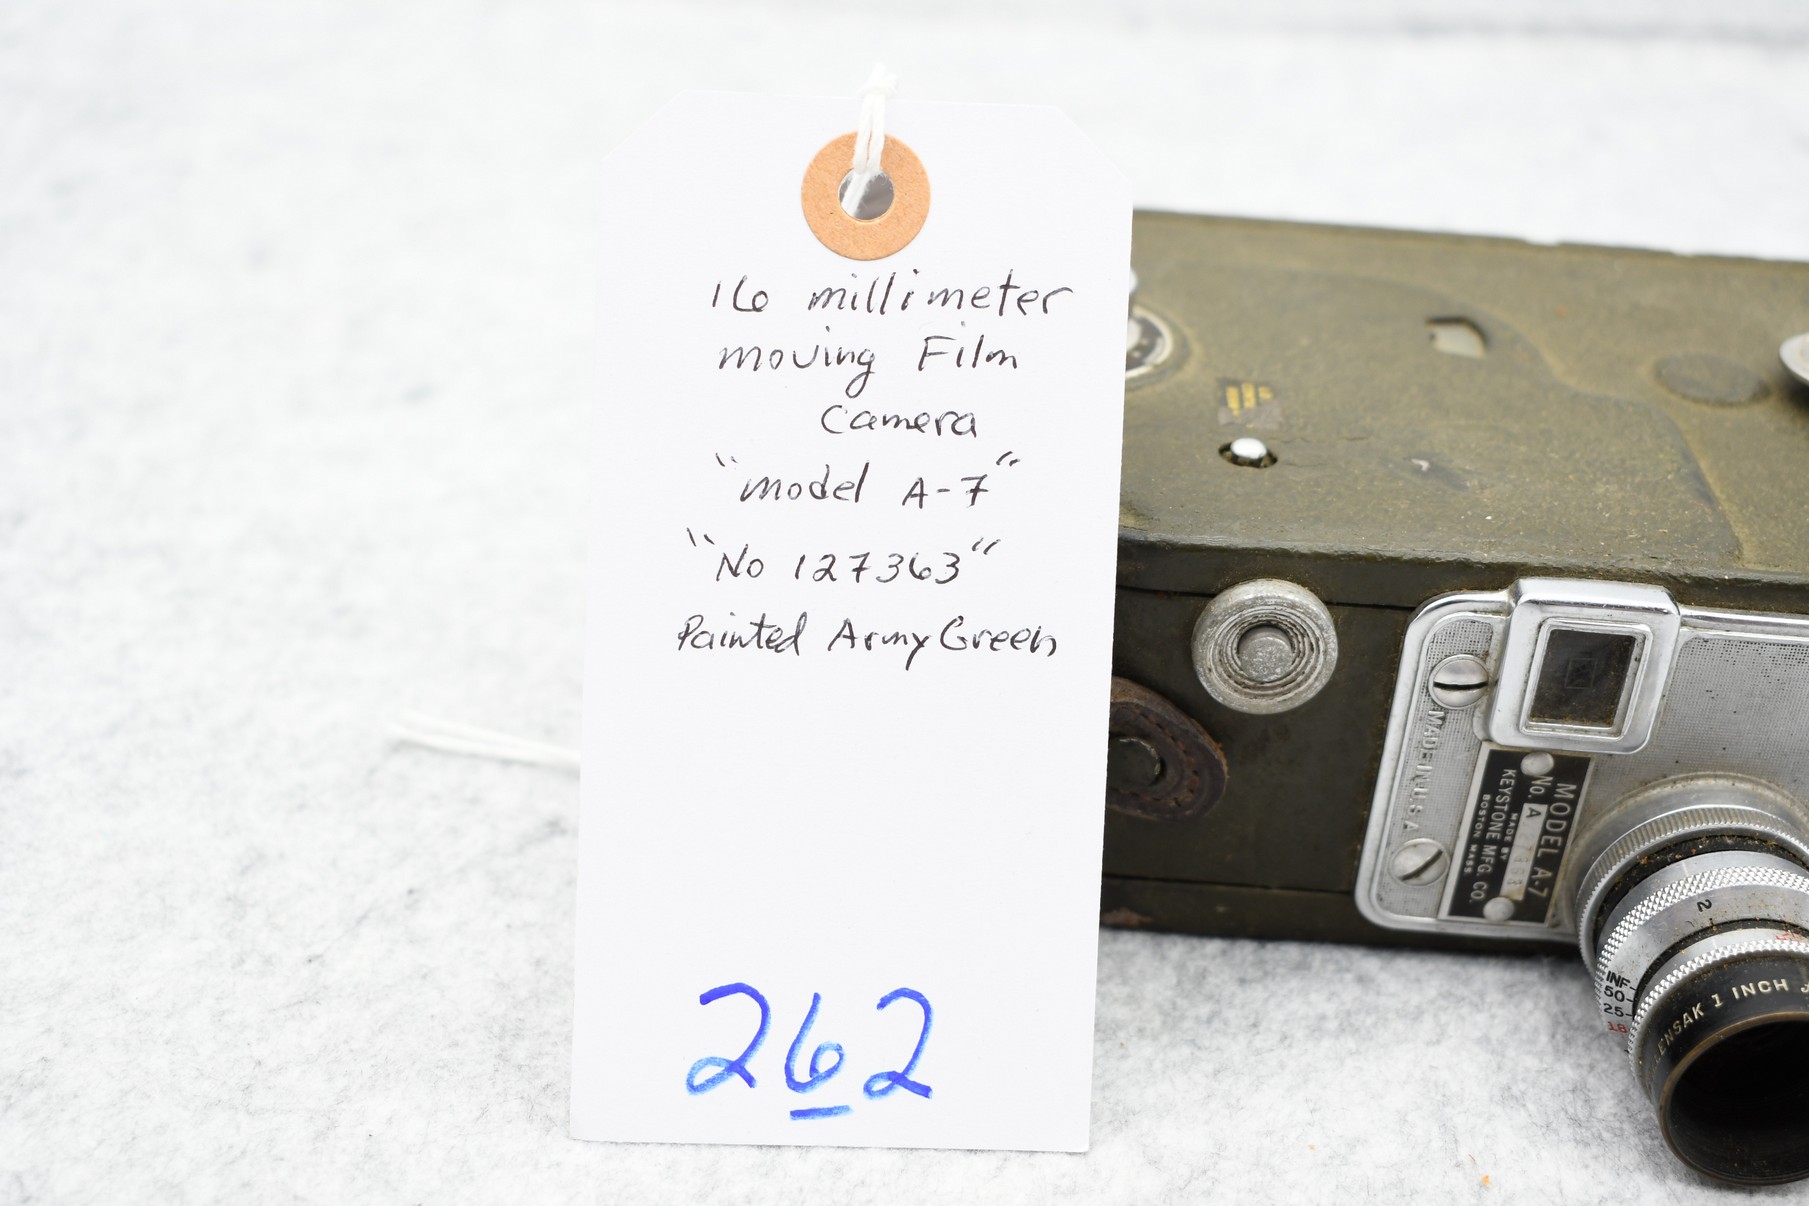 16 millimeter
moving Film
Camera
"model A-7"
"No 127363"
Painted Army Green
262
MADE IN U.S.A
MODEL A-7
No. A
MADE BY
KEYSTONE MFG. CO.
BOSTON MASS
2
INF-
50-
25-
18
LENSAK 1 INCH